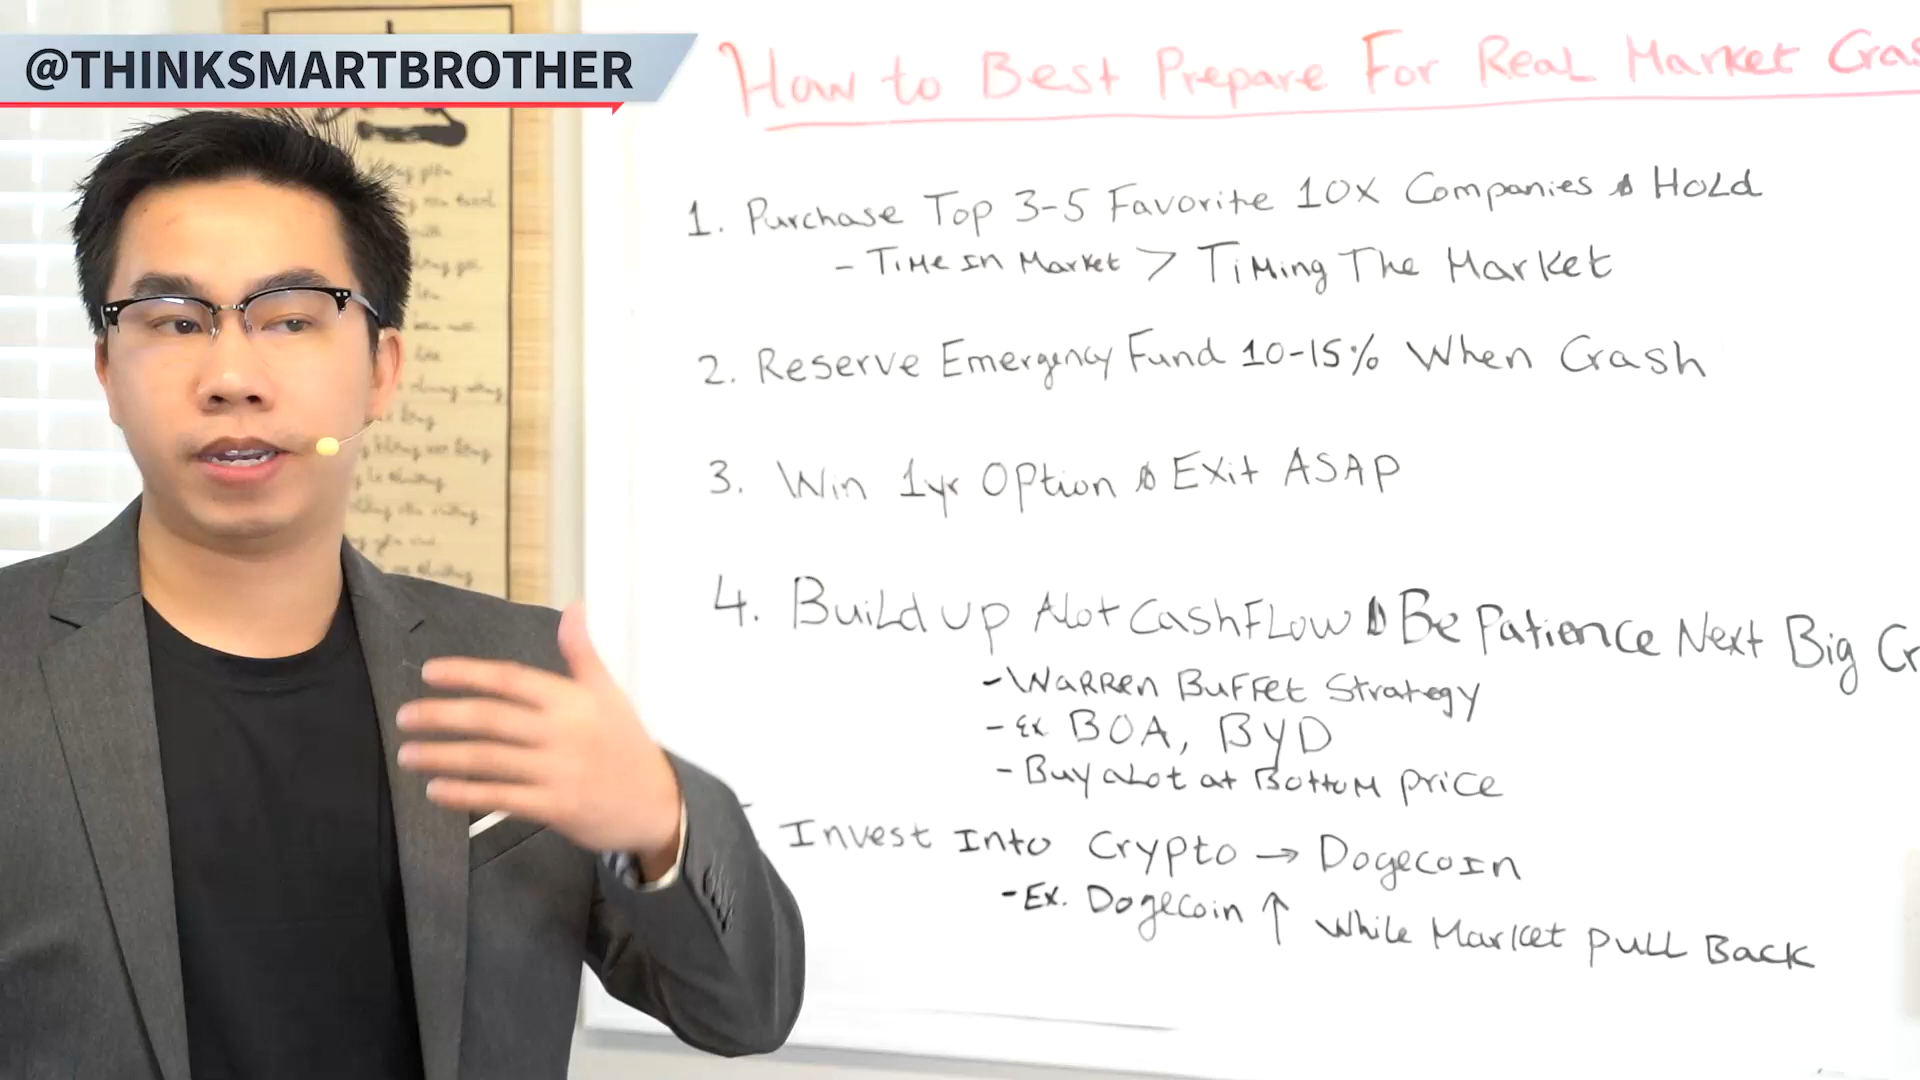 @THINKSMARTBROTHER
How to Best Prepare For Real Market Cras
1. Purchase Top 3-5 Favorite 10x Companies & Hold
- Time In Market > Timing The Market
2. Reserve Emergency Fund 10-15% When Crash
3. Win 1yr Option & Exit ASAP
4. Build up Alot CashFlow & Be Patience Next Big Cr
- Warren Buffet Strategy
- Ex BOA, BYD
- Buy alot at Bottom price
Invest Into Crypto → Dogecoin
- Ex. Dogecoin ↑ While Market pull Back